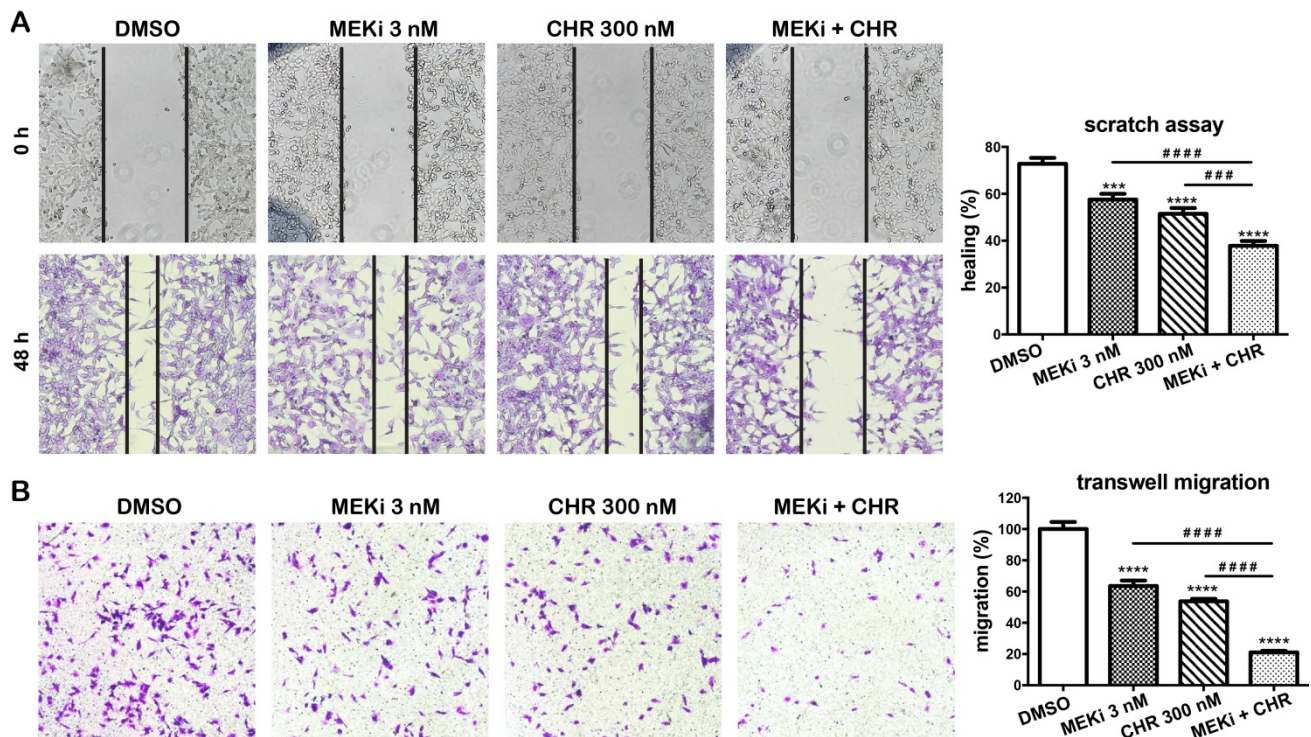 A
DMSO
MEKi 3 nM
CHR 300 nM
MEKi + CHR
0 h
48 h
scratch assay
healing (%)
80
60
40
20
0
####
###
***
****
****
DMSO
MEKi 3 nM
CHR 300 nM
MEKi + CHR
B
DMSO
MEKi 3 nM
CHR 300 nM
MEKi + CHR
transwell migration
migration (%)
120
100
80
60
40
20
0
####
####
****
****
****
DMSO
MEKi 3 nM
CHR 300 nM
MEKi + CHR